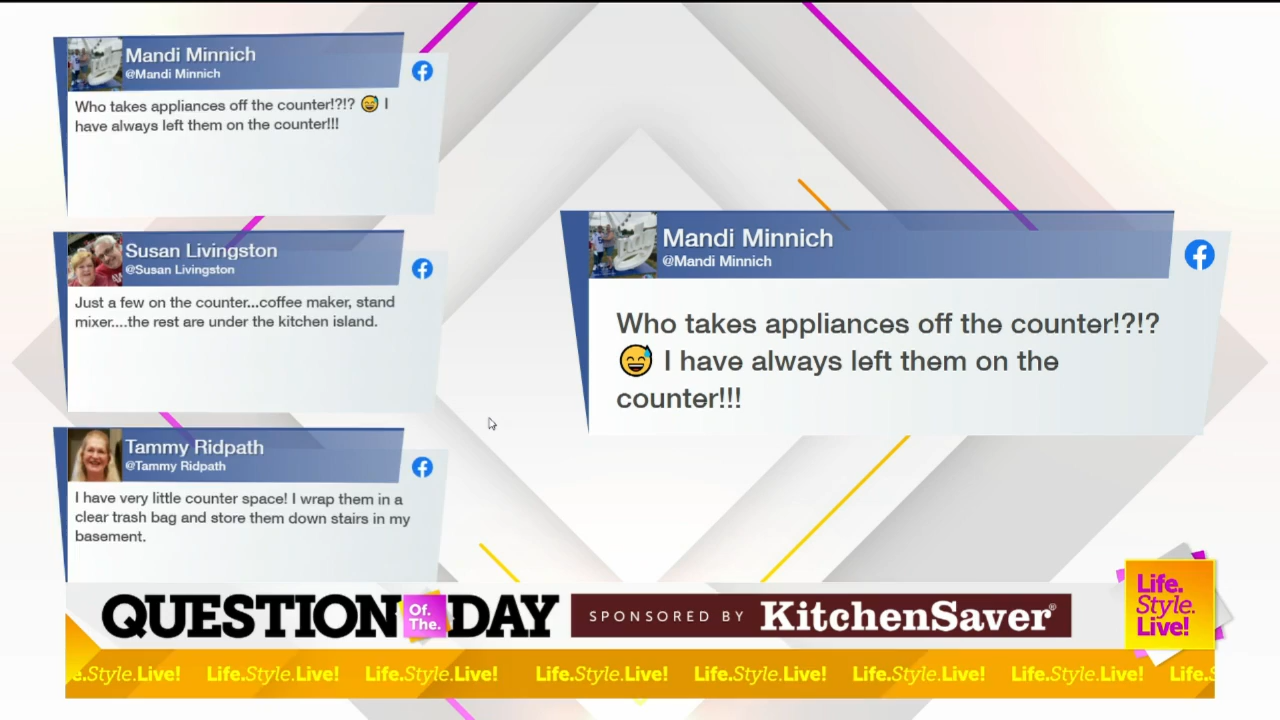 Mandi Minnich
@Mandi Minnich
Who takes appliances off the counter!?!? 😅 I
have always left them on the counter!!!
Susan Livingston
@Susan Livingston
Just a few on the counter...coffee maker, stand
mixer....the rest are under the kitchen island.
Tammy Ridpath
@Tammy Ridpath
I have very little counter space! I wrap them in a
clear trash bag and store them down stairs in my
basement.
Mandi Minnich
@Mandi Minnich
Who takes appliances off the counter!?!?
😅 I have always left them on the
counter!!!
QUESTION Of. The. DAY
SPONSORED BY KitchenSaver®
Life.
Style.
Live!
e.Style.Live! Life.Style.Live! Life.Style.Live! Life.Style.Live! Life.Style.Live! Life.Style.Live! Life.Style.Live! Life.S